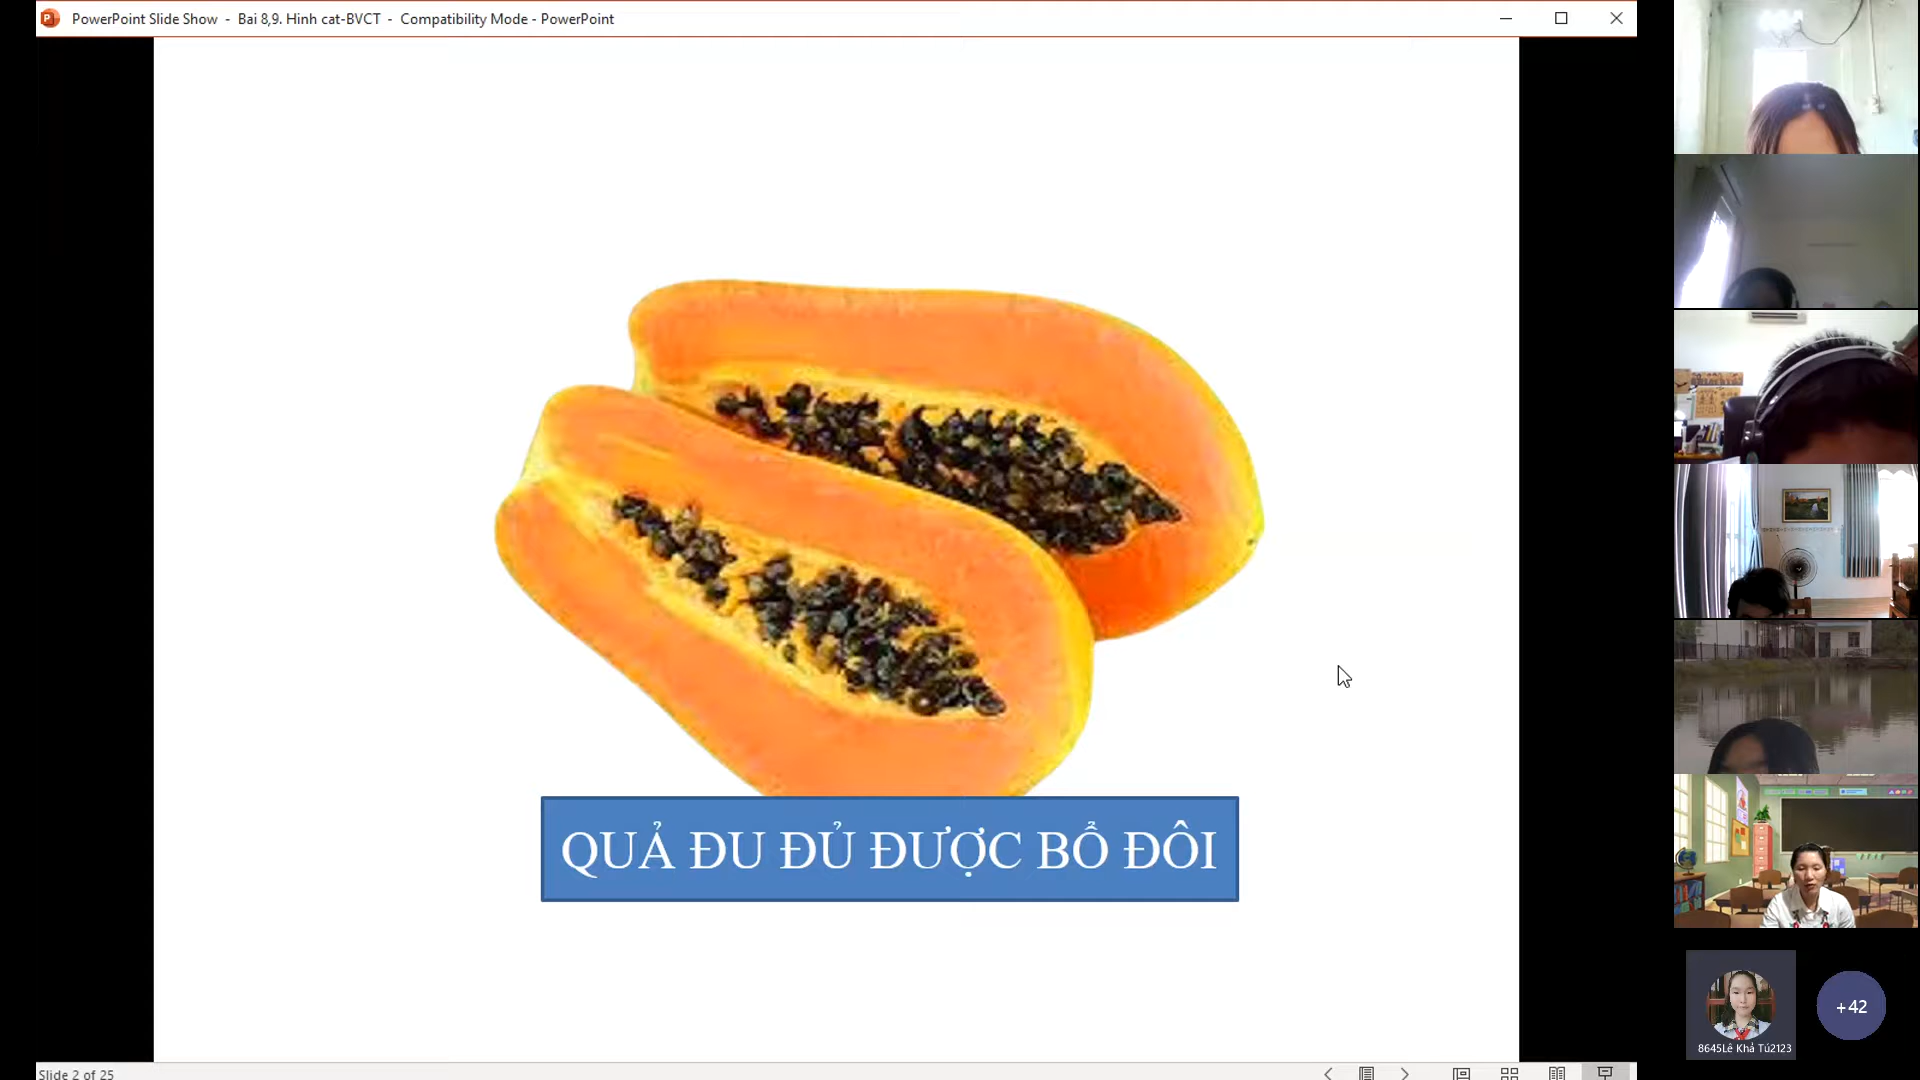 PowerPoint Slide Show - Bai 8,9. Hinh cat-BVCT - Compatibility Mode - PowerPoint
QUẢ ĐU ĐỦ ĐƯỢC BỔ ĐÔI
+42
8645Lê Khả Tú2123
Slide 2 of 25